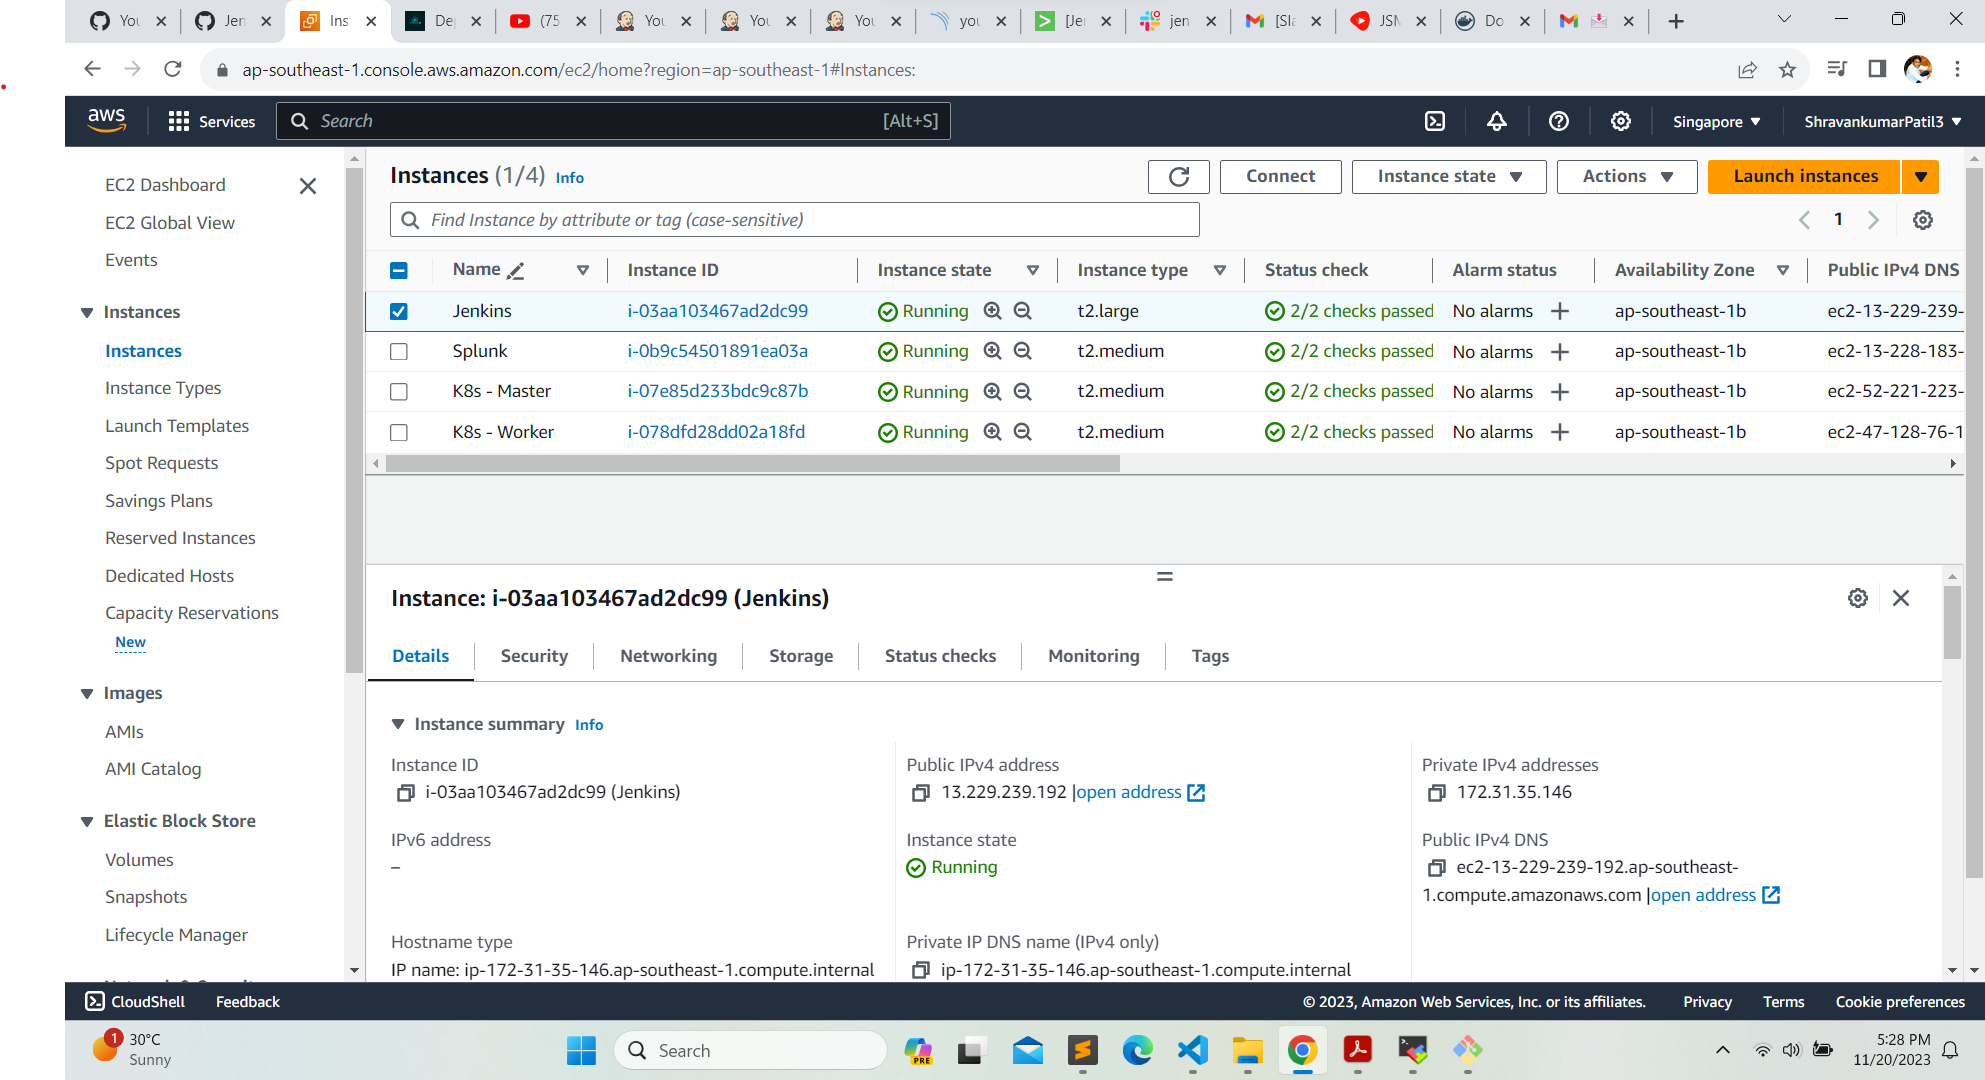 You
Jen
Inst
Dep
(75
You
You
You
you
[Jen
jen
[Sla
JSM
Do
ap-southeast-1.console.aws.amazon.com/ec2/home?region=ap-southeast-1#Instances:
aws
Services
Search
[Alt+S]
Singapore
ShravankumarPatil3
EC2 Dashboard
EC2 Global View
Events
Instances
Instances
Instance Types
Launch Templates
Spot Requests
Savings Plans
Reserved Instances
Dedicated Hosts
Capacity Reservations
New
Images
AMIs
AMI Catalog
Elastic Block Store
Volumes
Snapshots
Lifecycle Manager
Instances (1/4) Info
Connect
Instance state
Actions
Launch instances
Find Instance by attribute or tag (case-sensitive)
1
Name Instance ID Instance state Instance type Status check Alarm status Availability Zone Public IPv4 DNS
Jenkins i-03aa103467ad2dc99 Running t2.large 2/2 checks passed No alarms ap-southeast-1b ec2-13-229-239-
Splunk i-0b9c54501891ea03a Running t2.medium 2/2 checks passed No alarms ap-southeast-1b ec2-13-228-183-
K8s - Master i-07e85d233bdc9c87b Running t2.medium 2/2 checks passed No alarms ap-southeast-1b ec2-52-221-223-
K8s - Worker i-078dfd28dd02a18fd Running t2.medium 2/2 checks passed No alarms ap-southeast-1b ec2-47-128-76-1
Instance: i-03aa103467ad2dc99 (Jenkins)
Details Security Networking Storage Status checks Monitoring Tags
Instance summary Info
Instance ID
i-03aa103467ad2dc99 (Jenkins)
Public IPv4 address
13.229.239.192 |open address
Private IPv4 addresses
172.31.35.146
IPv6 address
–
Instance state
Running
Public IPv4 DNS
ec2-13-229-239-192.ap-southeast-
1.compute.amazonaws.com |open address
Hostname type
IP name: ip-172-31-35-146.ap-southeast-1.compute.internal
Private IP DNS name (IPv4 only)
ip-172-31-35-146.ap-southeast-1.compute.internal
CloudShell Feedback
© 2023, Amazon Web Services, Inc. or its affiliates. Privacy Terms Cookie preferences
1
30°C
Sunny
Search
PRE
5:28 PM
11/20/2023